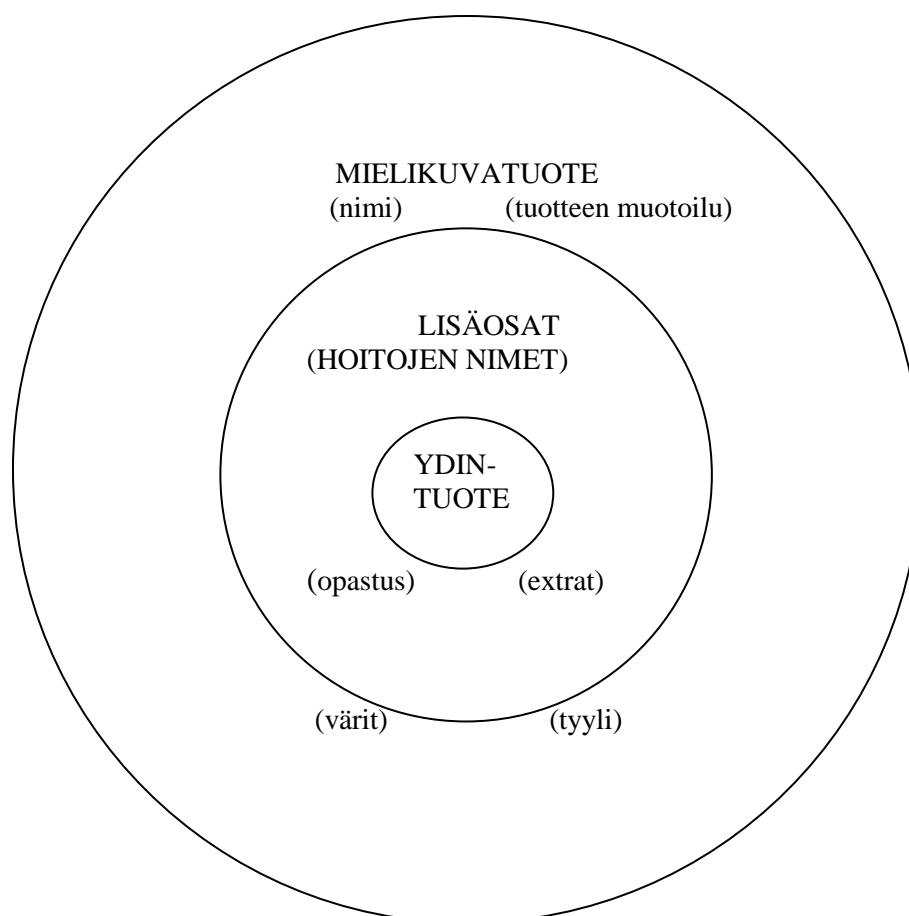 MIELIKUVATUOTE
(nimi) (tuotteen muotoilu)
LISÄOSAT
(HOITOJEN NIMET)
YDIN-
TUOTE
(opastus) (extrat)
(värit) (tyyli)